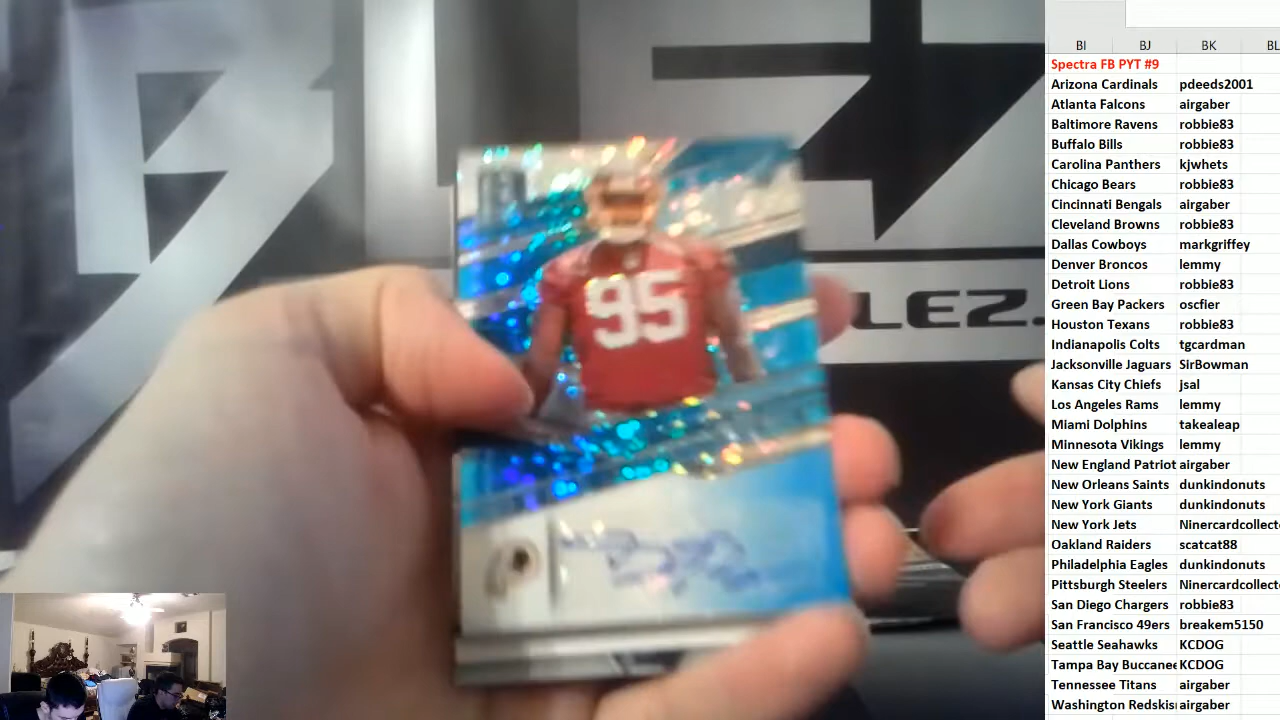 BLEZ
LEZ.
95
BI BJ BK BL
Spectra FB PYT #9
Arizona Cardinals pdeeds2001
Atlanta Falcons airgaber
Baltimore Ravens robbie83
Buffalo Bills robbie83
Carolina Panthers kjwhets
Chicago Bears robbie83
Cincinnati Bengals airgaber
Cleveland Browns robbie83
Dallas Cowboys markgriffey
Denver Broncos lemmy
Detroit Lions robbie83
Green Bay Packers oscfier
Houston Texans robbie83
Indianapolis Colts tgcardman
Jacksonville Jaguars SirBowman
Kansas City Chiefs jsal
Los Angeles Rams lemmy
Miami Dolphins takealeap
Minnesota Vikings lemmy
New England Patriot airgaber
New Orleans Saints dunkindonuts
New York Giants dunkindonuts
New York Jets Ninercardcollect
Oakland Raiders scatcat88
Philadelphia Eagles dunkindonuts
Pittsburgh Steelers Ninercardcollect
San Diego Chargers robbie83
San Francisco 49ers breakem5150
Seattle Seahawks KCDOG
Tampa Bay Buccanee KCDOG
Tennessee Titans airgaber
Washington Redskis airgaber